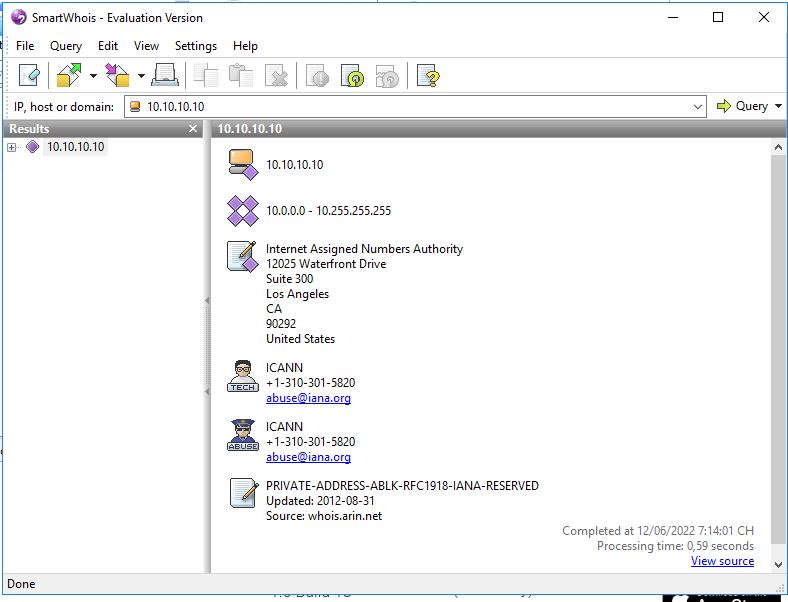 SmartWhois - Evaluation Version
File Query Edit View Settings Help
IP, host or domain: 10.10.10.10 Query
Results
10.10.10.10
10.10.10.10
10.10.10.10
10.0.0.0 - 10.255.255.255
Internet Assigned Numbers Authority
12025 Waterfront Drive
Suite 300
Los Angeles
CA
90292
United States
ICANN
+1-310-301-5820
TECH
abuse@iana.org
ICANN
+1-310-301-5820
ABUSE
abuse@iana.org
PRIVATE-ADDRESS-ABLK-RFC1918-IANA-RESERVED
Updated: 2012-08-31
Source: whois.arin.net
Completed at 12/06/2022 7:14:01 CH
Processing time: 0,59 seconds
View source
Done